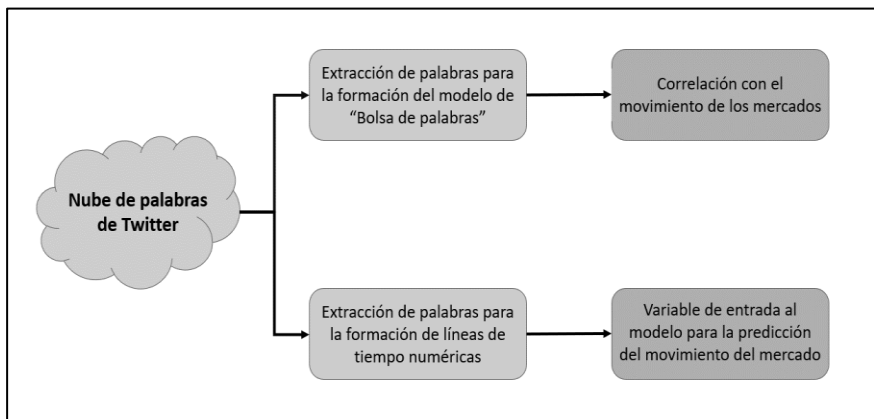 Nube de palabras
de Twitter
Extracción de palabras para
la formación del modelo de
“Bolsa de palabras”
Correlación con el
movimiento de los mercados
Extracción de palabras para
la formación de líneas de
tiempo numéricas
Variable de entrada al
modelo para la predicción
del movimiento del mercado